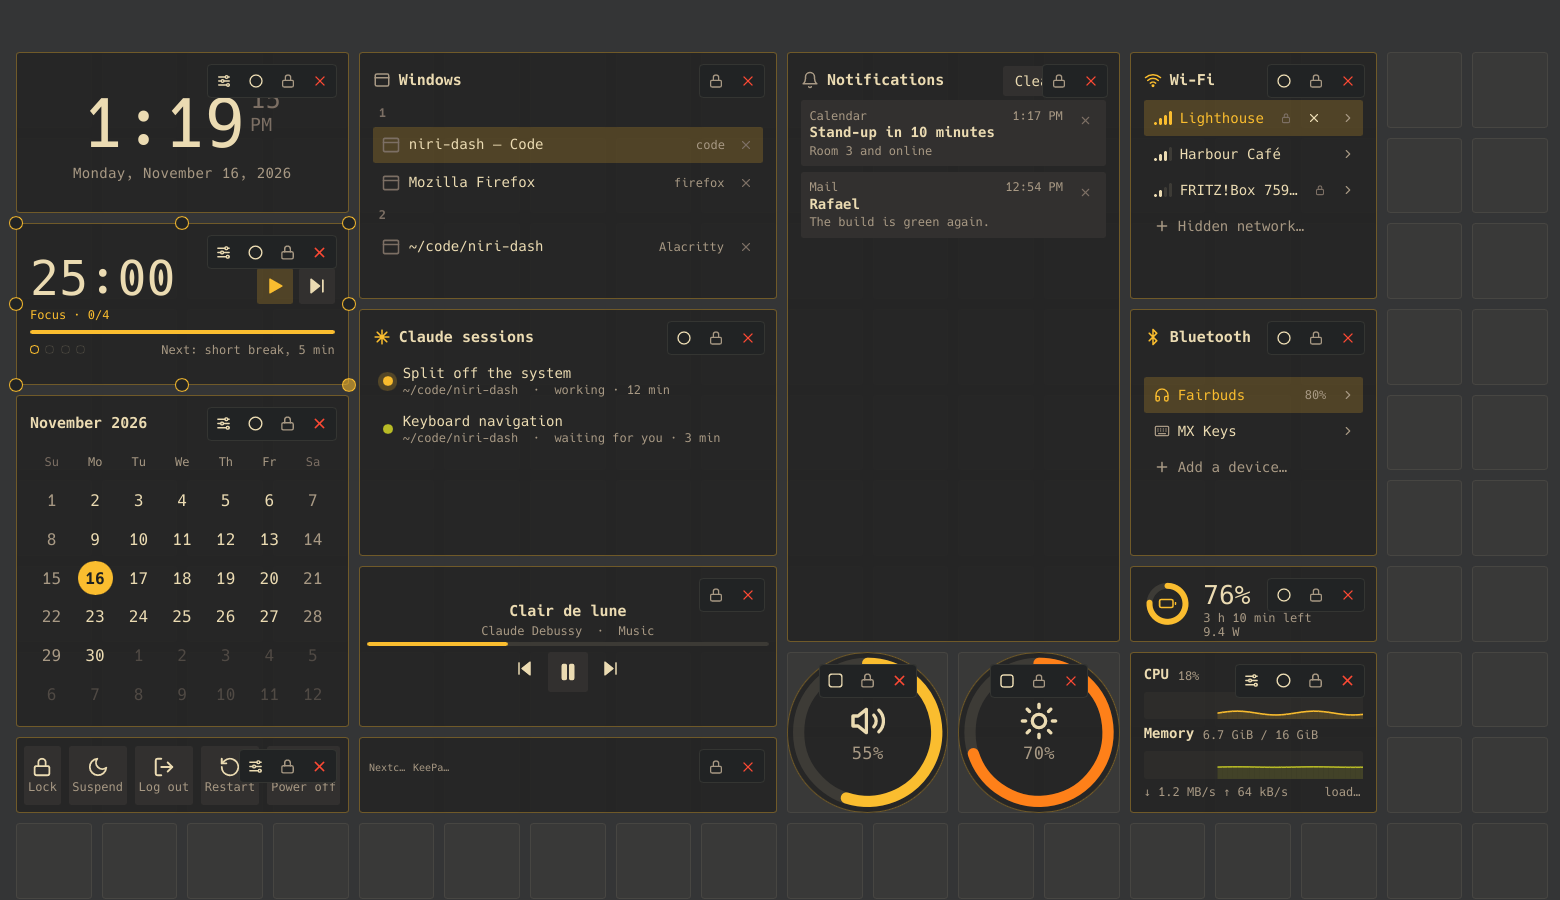 1:19
15
PM
Monday, November 16, 2026
25:00
Focus · 0/4
Next: short break, 5 min
November 2026
Su Mo Tu We Th Fr Sa
1 2 3 4 5 6 7
8 9 10 11 12 13 14
15 16 17 18 19 20 21
22 23 24 25 26 27 28
29 30 1 2 3 4 5
6 7 8 9 10 11 12
Lock Suspend Log out Restart Power off
Windows
1
niri-dash — Code code
Mozilla Firefox firefox
2
~/code/niri-dash Alacritty
Claude sessions
Split off the system
~/code/niri-dash · working · 12 min
Keyboard navigation
~/code/niri-dash · waiting for you · 3 min
Clair de lune
Claude Debussy · Music
Nextc… KeePa…
Notifications
Calendar 1:17 PM
Stand-up in 10 minutes
Room 3 and online
Mail 12:54 PM
Rafael
The build is green again.
55%
70%
Wi-Fi
Lighthouse
Harbour Café
FRITZ!Box 759…
Hidden network…
Bluetooth
Fairbuds 80%
MX Keys
Add a device…
76%
3 h 10 min left
9.4 W
CPU 18%
Memory 6.7 GiB / 16 GiB
↓ 1.2 MB/s ↑ 64 kB/s load…